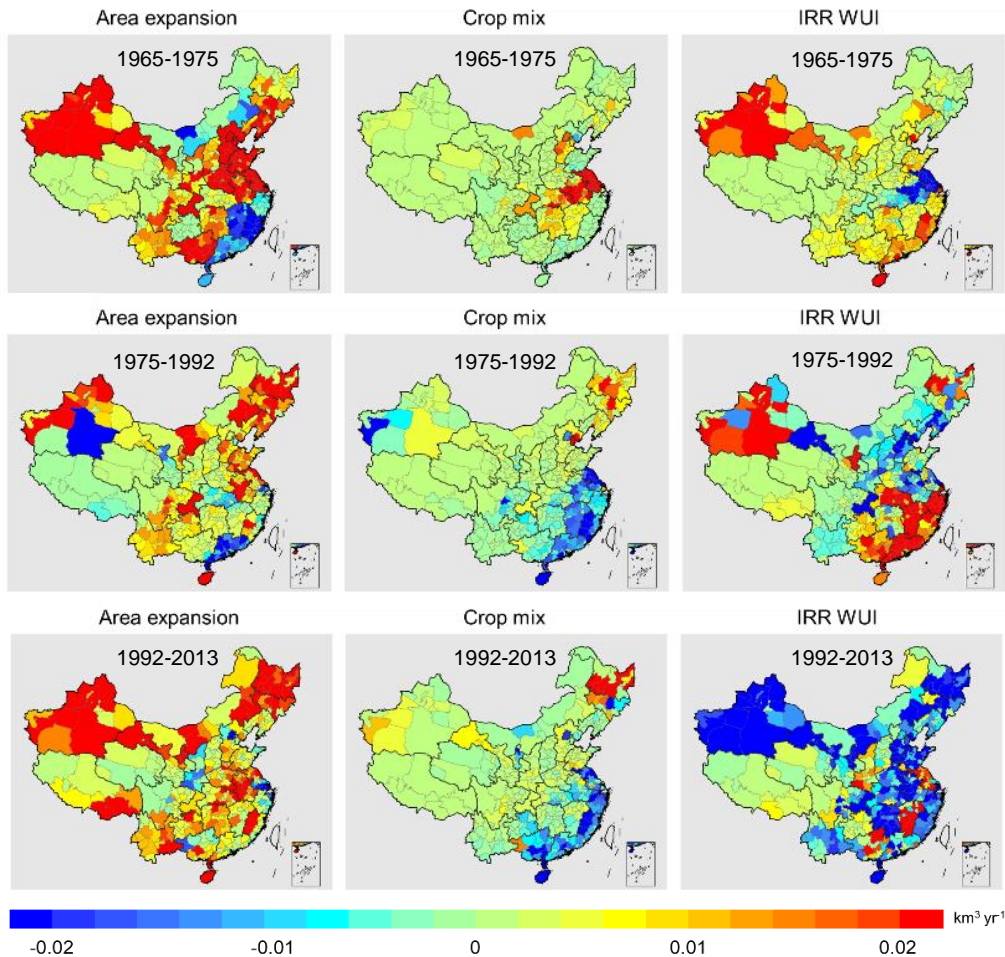 Area expansion
Crop mix
IRR WUI
1965-1975
1965-1975
1965-1975
Area expansion
Crop mix
IRR WUI
1975-1992
1975-1992
1975-1992
Area expansion
Crop mix
IRR WUI
1992-2013
1992-2013
1992-2013
km³ yr⁻¹
-0.02 -0.01 0 0.01 0.02